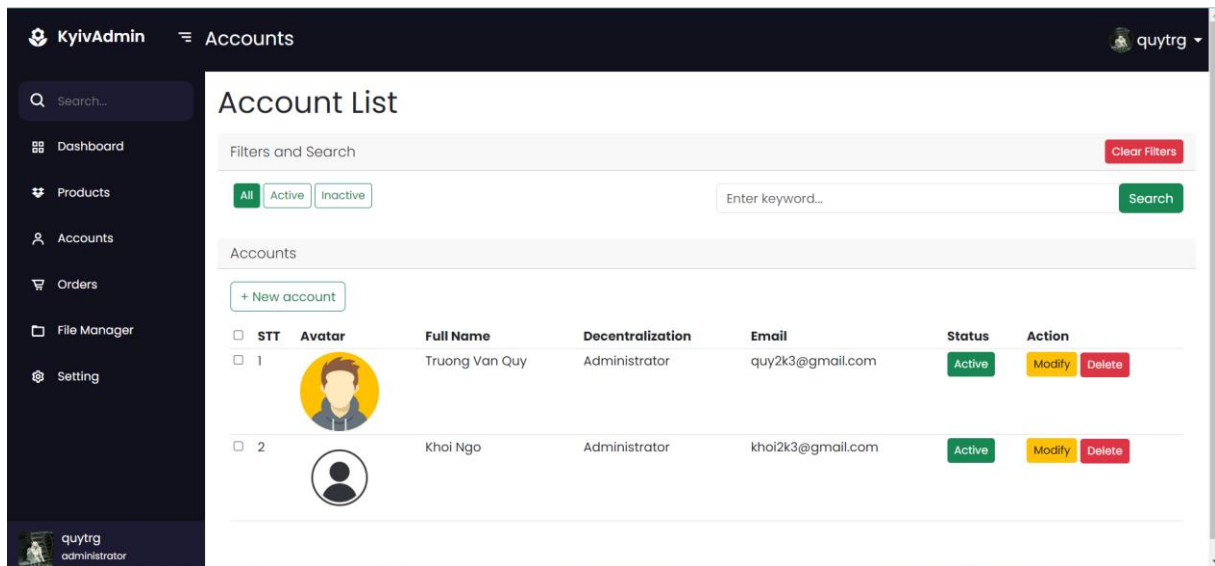 KyivAdmin
Accounts
quytrg
Search...
Dashboard
Products
Accounts
Orders
File Manager
Setting
quytrg
administrator
Account List
Filters and Search
Clear Filters
All Active Inactive
Enter keyword...
Search
Accounts
+ New account
STT Avatar Full Name Decentralization Email Status Action
1 Truong Van Quy Administrator quy2k3@gmail.com Active Modify Delete
2 Khoi Ngo Administrator khoi2k3@gmail.com Active Modify Delete